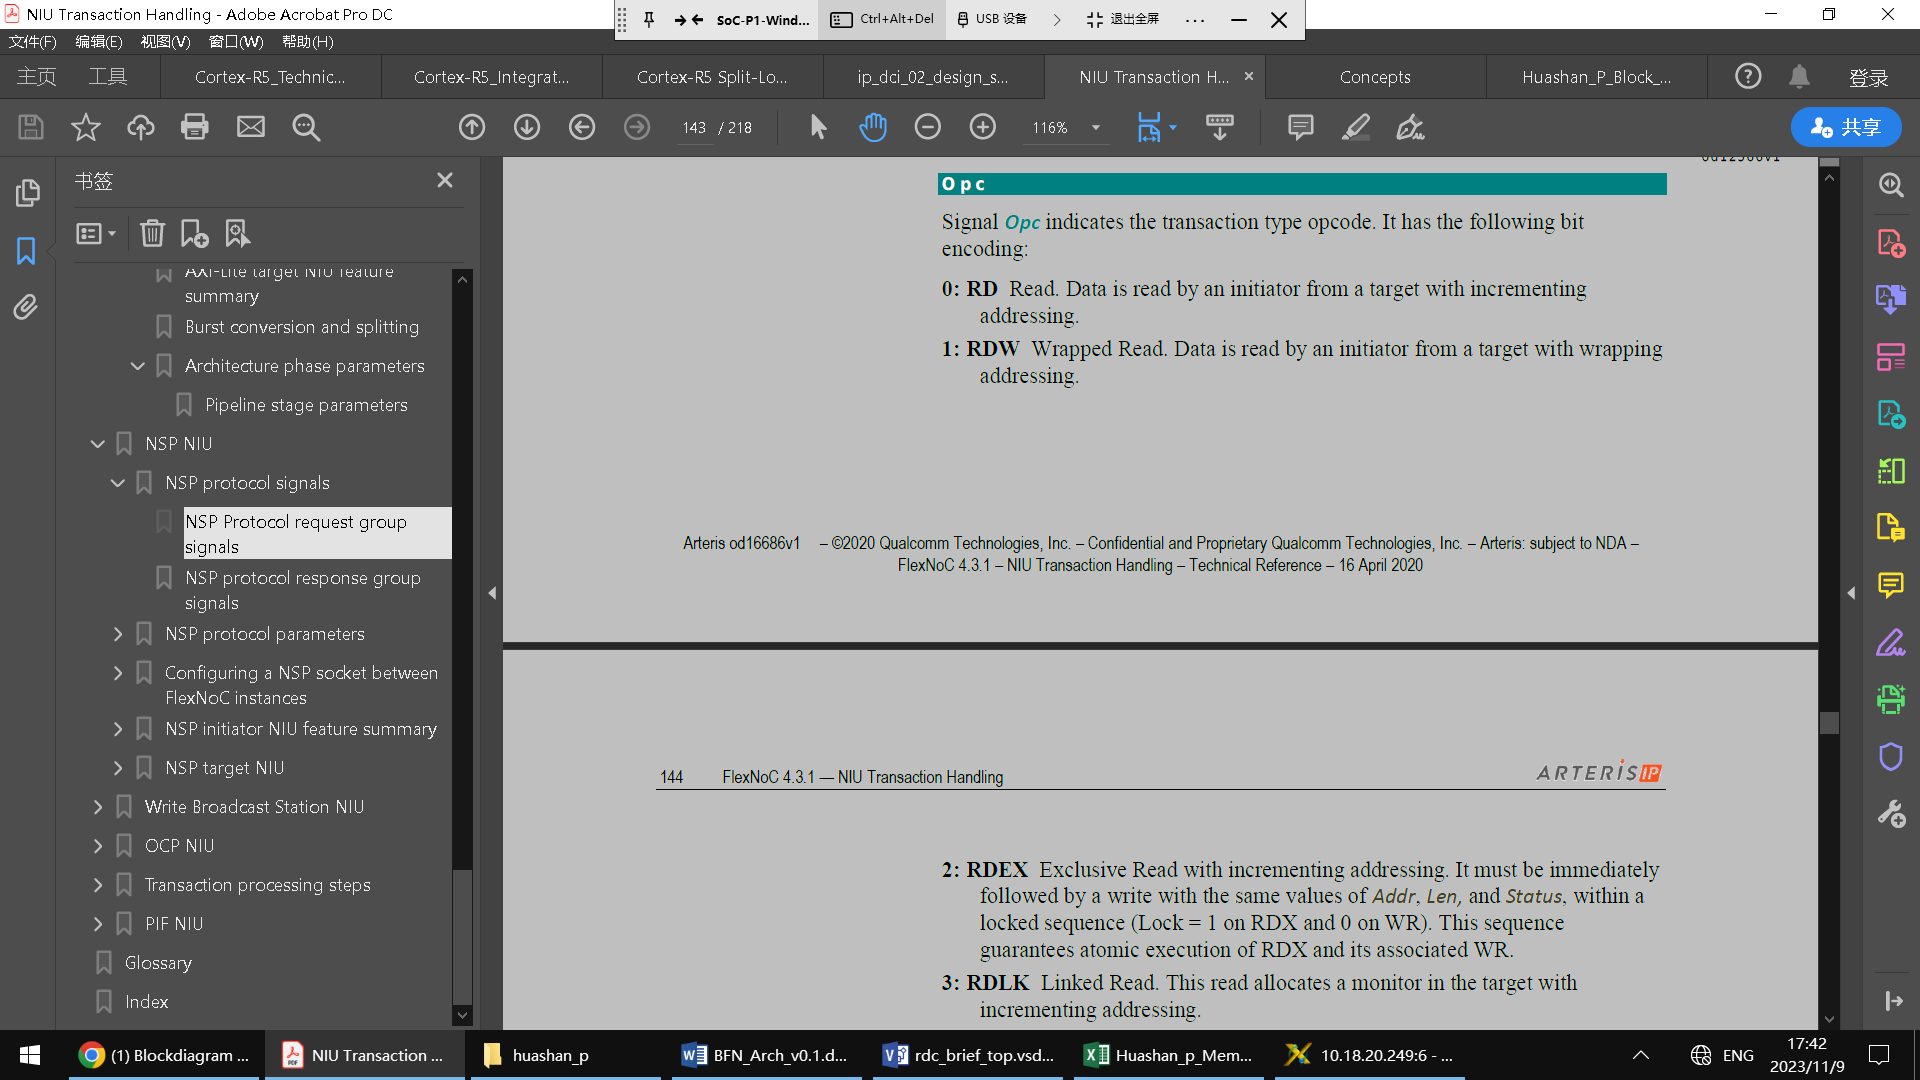 NIU Transaction Handling - Adobe Acrobat Pro DC
SoC-P1-Wind...
Ctrl+Alt+Del
USB 设备
退出全屏
文件(F) 编辑(E) 视图(V) 窗口(W) 帮助(H)
主页 工具 Cortex-R5_Technic... Cortex-R5_Integrat... Cortex-R5 Split-Lo... ip_dci_02_design_s... NIU Transaction H... Concepts Huashan_P_Block_... 登录
143 / 218 116% 共享
书签
AXI-Lite target NIU feature
summary
Burst conversion and splitting
Architecture phase parameters
Pipeline stage parameters
NSP NIU
NSP protocol signals
NSP Protocol request group
signals
NSP protocol response group
signals
NSP protocol parameters
Configuring a NSP socket between
FlexNoC instances
NSP initiator NIU feature summary
NSP target NIU
Write Broadcast Station NIU
OCP NIU
Transaction processing steps
PIF NIU
Glossary
Index
Opc
Signal Opc indicates the transaction type opcode. It has the following bit
encoding:
0: RD Read. Data is read by an initiator from a target with incrementing
addressing.
1: RDW Wrapped Read. Data is read by an initiator from a target with wrapping
addressing.
Arteris od16686v1 – ©2020 Qualcomm Technologies, Inc. – Confidential and Proprietary Qualcomm Technologies, Inc. – Arteris: subject to NDA –
FlexNoC 4.3.1 – NIU Transaction Handling – Technical Reference – 16 April 2020
144 FlexNoC 4.3.1 — NIU Transaction Handling
ARTERIS IP
2: RDEX Exclusive Read with incrementing addressing. It must be immediately
followed by a write with the same values of Addr, Len, and Status, within a
locked sequence (Lock = 1 on RDX and 0 on WR). This sequence
guarantees atomic execution of RDX and its associated WR.
3: RDLK Linked Read. This read allocates a monitor in the target with
incrementing addressing.
(1) Blockdiagram ...
NIU Transaction ...
huashan_p
BFN_Arch_v0.1.d...
rdc_brief_top.vsd...
Huashan_p_Mem...
10.18.20.249:6 - ...
ENG
17:42
2023/11/9